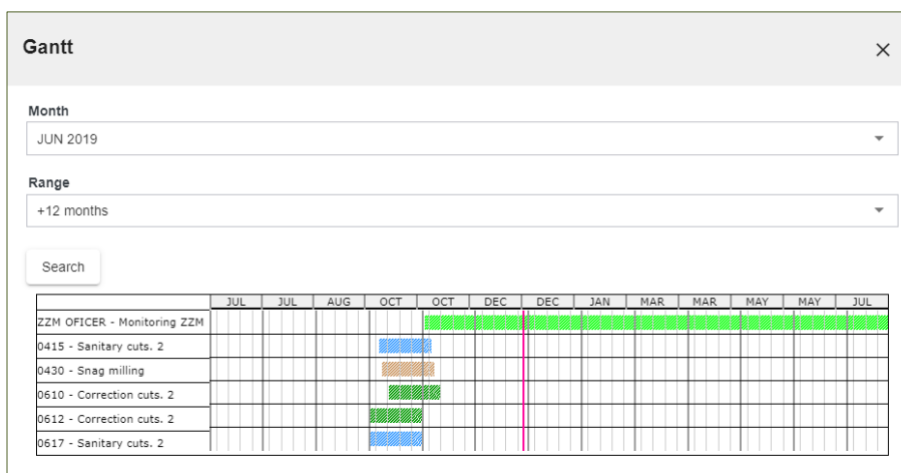 Gantt
Month
JUN 2019
Range
+12 months
Search
JUL JUL AUG OCT OCT DEC DEC JAN MAR MAR MAY MAY JUL
ZZM OFICER - Monitoring ZZM
0415 - Sanitary cuts. 2
0430 - Snag milling
0610 - Correction cuts. 2
0612 - Correction cuts. 2
0617 - Sanitary cuts. 2